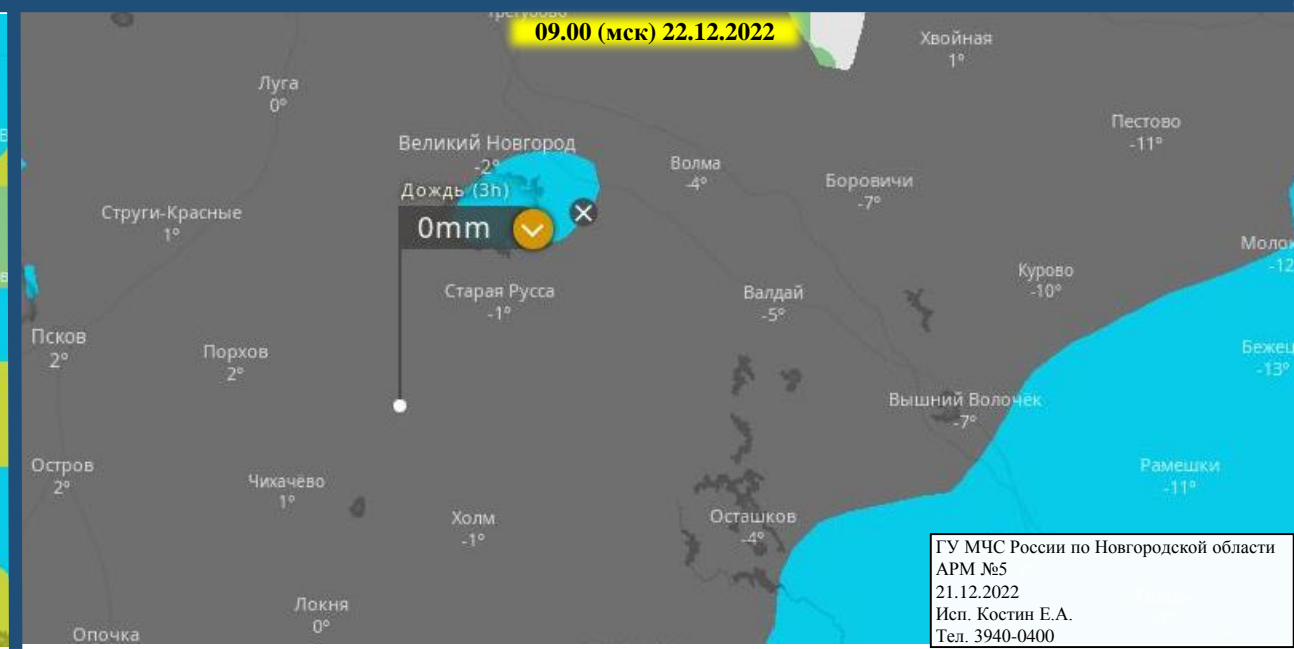 Трегубово
09.00 (мск) 22.12.2022
Хвойная
1°
Луга
0°
Пестово
-11°
Великий Новгород
-2°
Волма
-4°
Боровичи
-7°
Дождь (3h)
0mm
Струги-Красные
1°
Молок
-12
Курово
-10°
Старая Русса
-1°
Валдай
-5°
Псков
2°
Порхов
2°
Бежец
-13°
Вышний Волочёк
-7°
Остров
2°
Чихачёво
1°
Рамешки
-11°
Холм
-1°
Осташков
-4°
Локня
0°
Опочка
ГУ МЧС России по Новгородской области
АРМ №5
21.12.2022
Исп. Костин Е.А.
Тел. 3940-0400